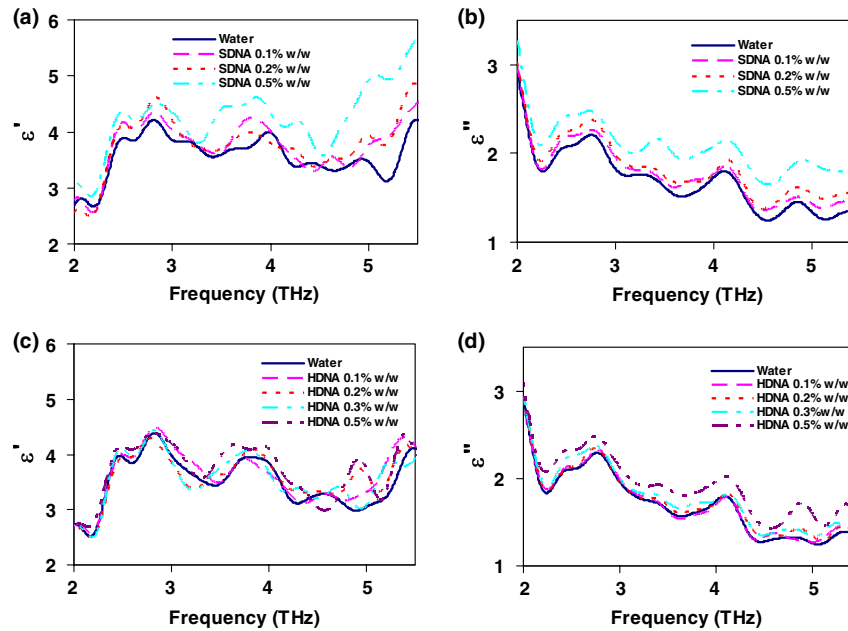 (a)
Water
SDNA 0.1% w/w
SDNA 0.2% w/w
SDNA 0.5% w/w
6
5
4
3
2
ε'
2 3 4 5
Frequency (THz)
(b)
Water
SDNA 0.1% w/w
SDNA 0.2% w/w
SDNA 0.5% w/w
3
2
1
ε"
2 3 4 5
Frequency (THz)
(c)
Water
HDNA 0.1% w/w
HDNA 0.2% w/w
HDNA 0.3% w/w
HDNA 0.5% w/w
6
5
4
3
2
ε'
2 3 4 5
Frequency (THz)
(d)
Water
HDNA 0.1% w/w
HDNA 0.2% w/w
HDNA 0.3%w/w
HDNA 0.5% w/w
3
2
1
ε"
2 3 4 5
Frequency (THz)